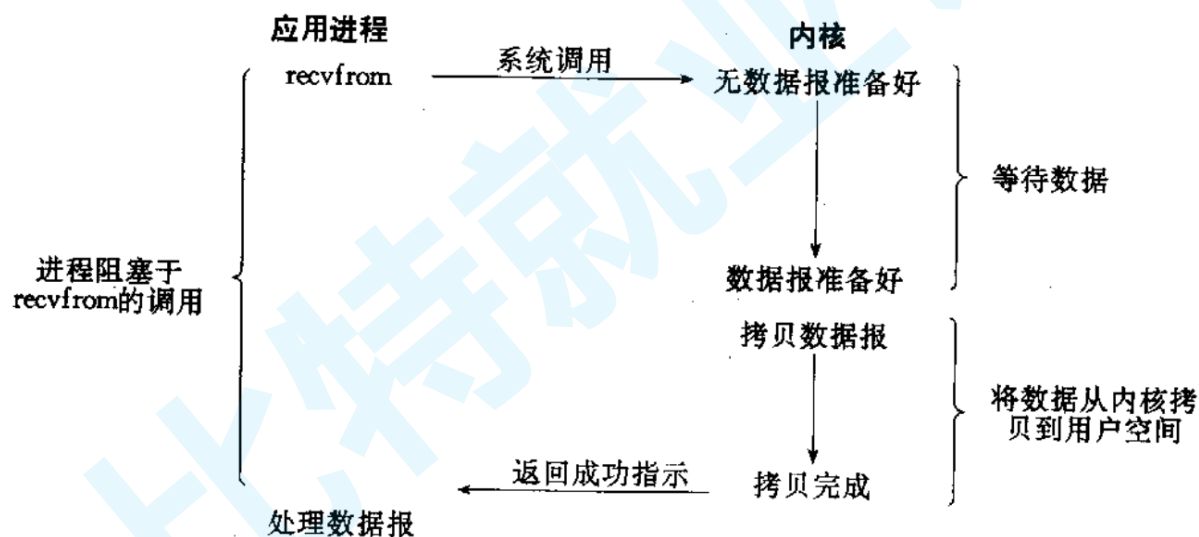 应用进程
内核
recvfrom
系统调用
无数据报准备好
等待数据
进程阻塞于
recvfrom的调用
数据报准备好
拷贝数据报
将数据从内核拷
贝到用户空间
返回成功指示
拷贝完成
处理数据报
比特就业